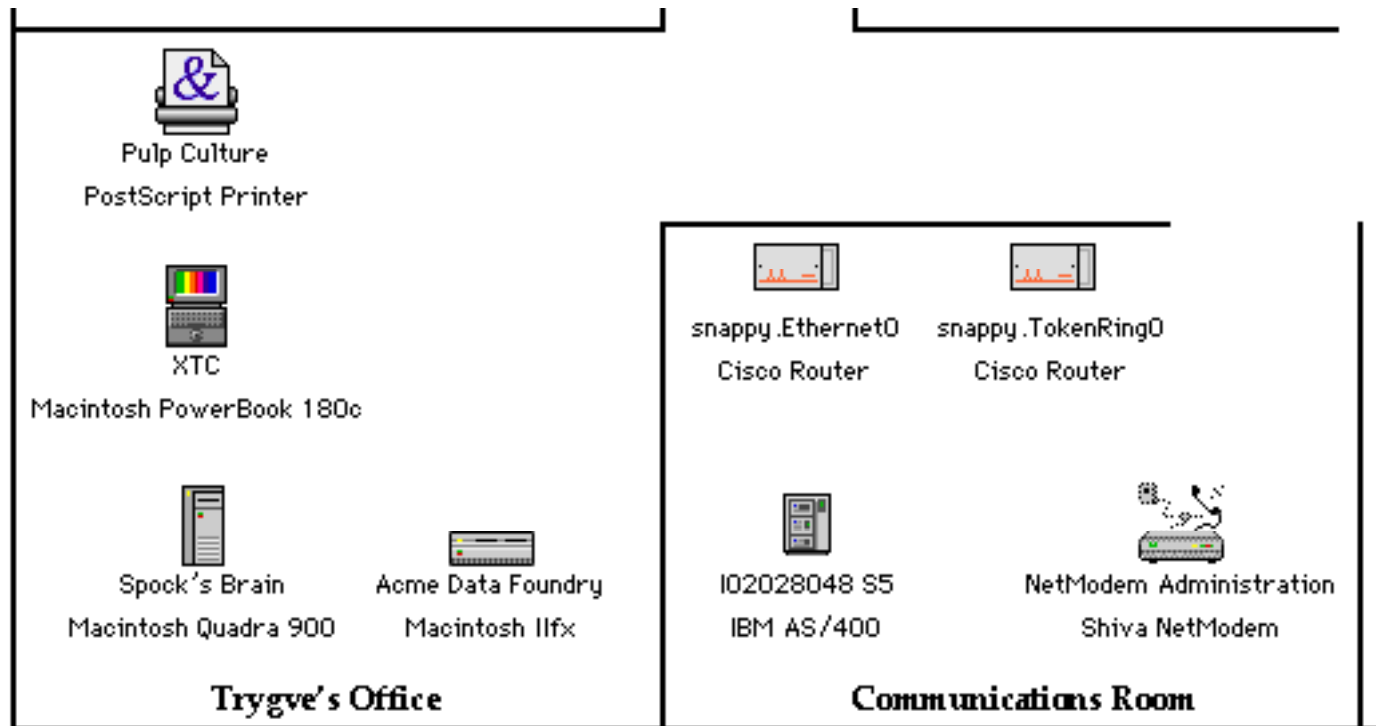 &
Pulp Culture
PostScript Printer
XTC
Macintosh PowerBook 180c
Spock's Brain
Macintosh Quadra 900
Acme Data Foundry
Macintosh IIfx
Trygve's Office
snappy.Ethernet0
Cisco Router
snappy.TokenRing0
Cisco Router
I02028048 S5
IBM AS/400
NetModem Administration
Shiva NetModem
Communications Room